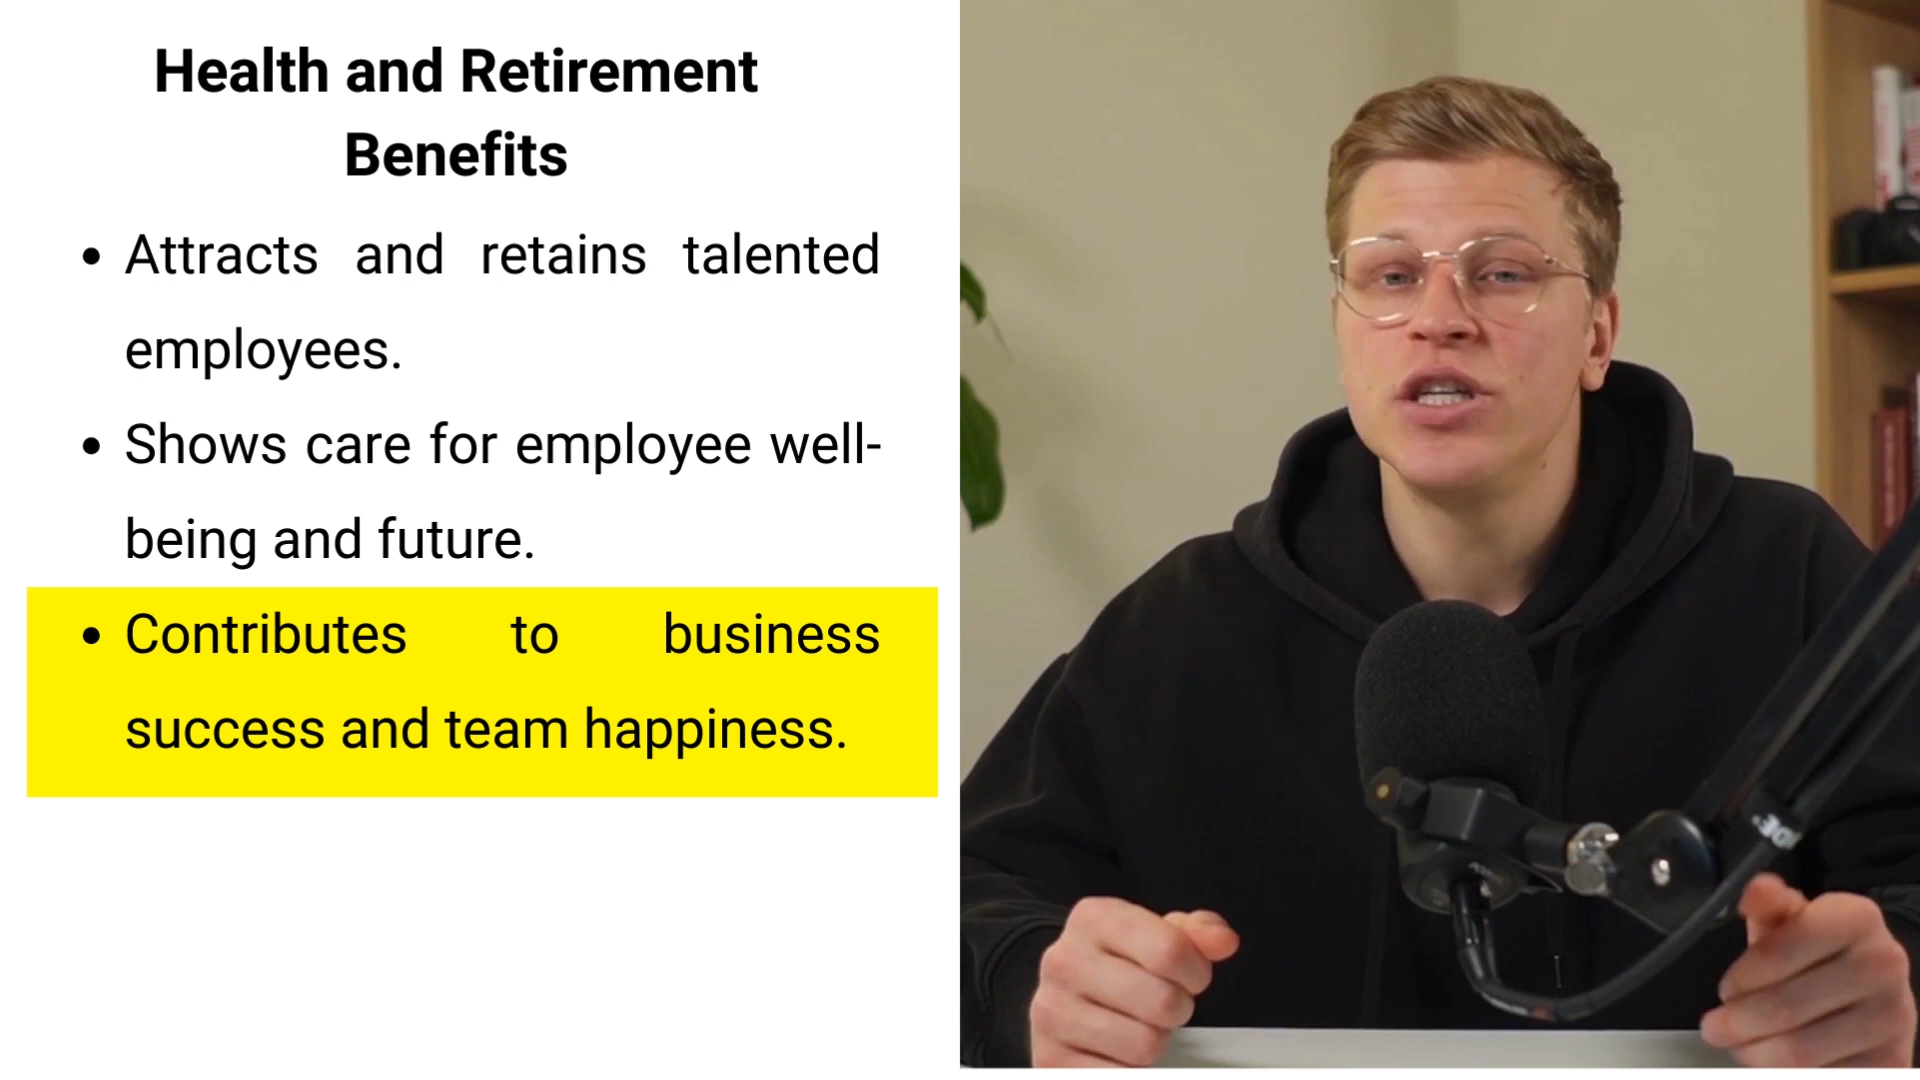 Health and Retirement
Benefits
• Attracts and retains talented
employees.
• Shows care for employee well-
being and future.
• Contributes to business
success and team happiness.